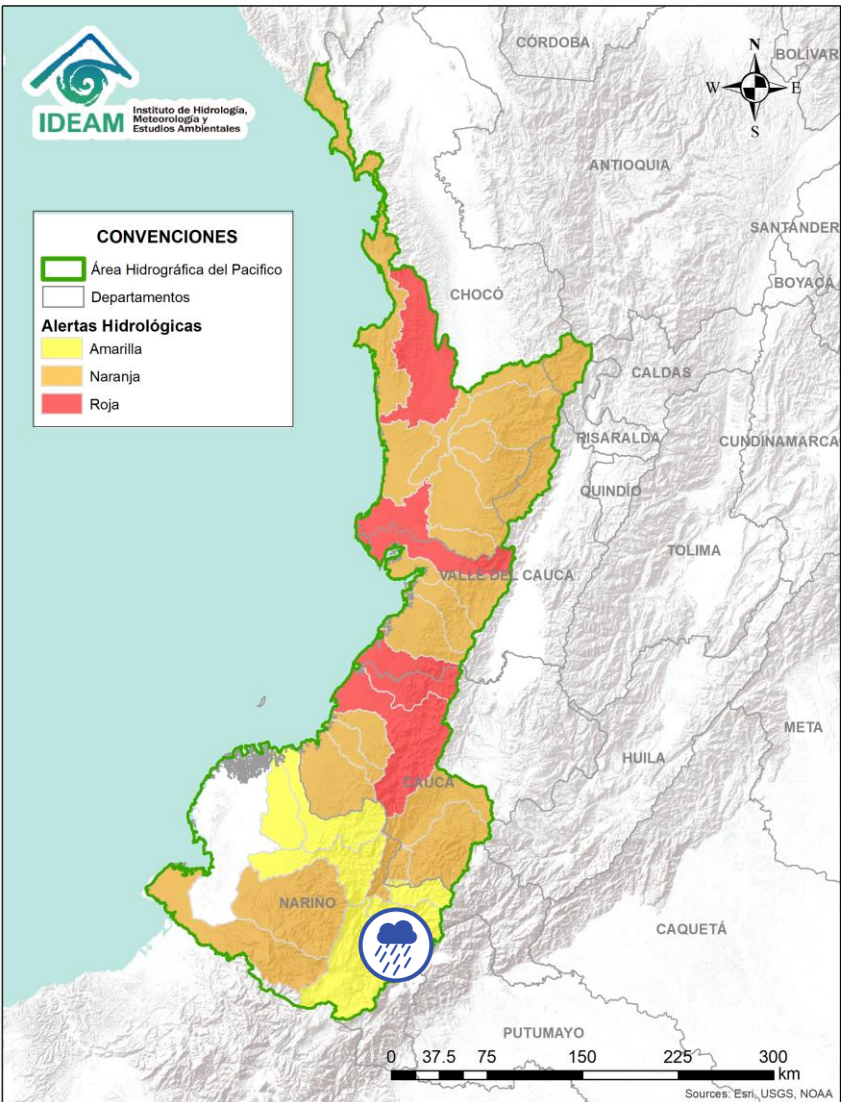 IDEAM
Instituto de Hidrología,
Meteorología y
Estudios Ambientales
N
W
E
S
CÓRDOBA
BOLÍVAR
ANTIOQUIA
SANTANDER
BOYACÁ
CHOCÓ
CALDAS
RISARALDA
CUNDINAMARCA
QUINDÍO
TOLIMA
VALLE DEL CAUCA
META
HUILA
CAUCA
NARIÑO
CAQUETÁ
PUTUMAYO
CONVENCIONES
Área Hidrográfica del Pacifico
Departamentos
Alertas Hidrológicas
Amarilla
Naranja
Roja
0 37.5 75 150 225 300
km
Sources: Esri, USGS, NOAA